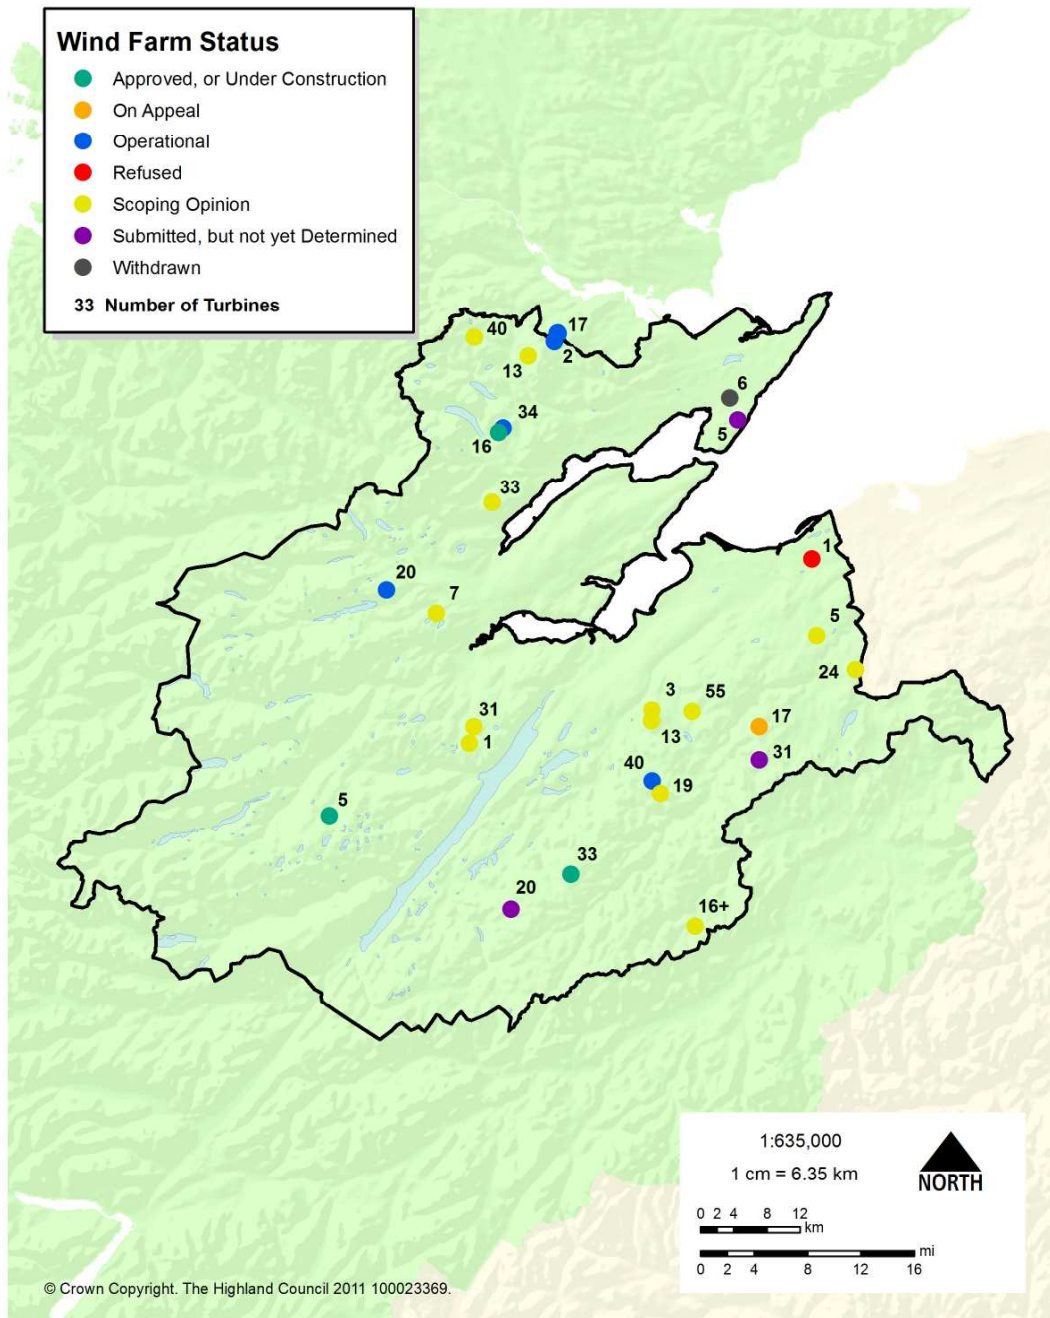 Wind Farm Status
Approved, or Under Construction
On Appeal
Operational
Refused
Scoping Opinion
Submitted, but not yet Determined
Withdrawn
33 Number of Turbines
40
17
13
2
6
34
5
16
33
1
20
7
5
24
3
55
31
17
13
1
31
40
19
5
33
20
16+
1:635,000
1 cm = 6.35 km
NORTH
0 2 4 8 12
km
mi
0 2 4 8 12 16
© Crown Copyright. The Highland Council 2011 100023369.